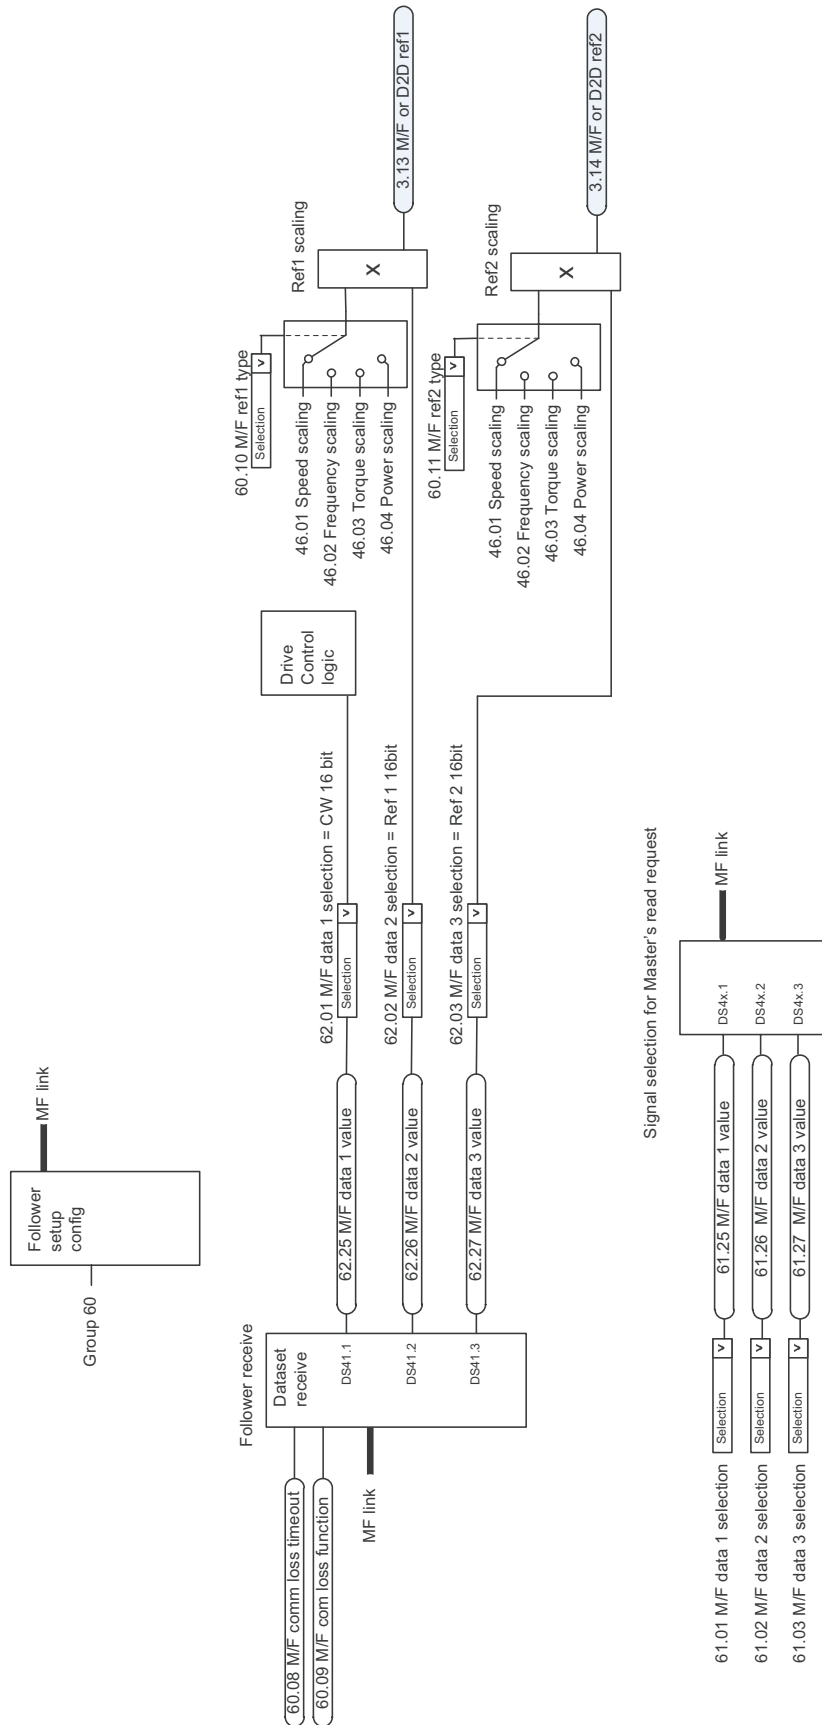 Group 60
Follower
setup
config
MF link
Follower receive
60.08 M/F comm loss timeout
60.09 M/F com loss function
MF link
Dataset
receive
DS41.1
DS41.2
DS41.3
62.25 M/F data 1 value
62.26 M/F data 2 value
62.27 M/F data 3 value
62.01 M/F data 1 selection = CW 16 bit
Selection
v
62.02 M/F data 2 selection = Ref 1 16bit
Selection
v
62.03 M/F data 3 selection = Ref 2 16bit
Selection
v
Drive
Control
logic
60.10 M/F ref1 type
Selection
v
46.01 Speed scaling
46.02 Frequency scaling
46.03 Torque scaling
46.04 Power scaling
Ref1 scaling
X
3.13 M/F or D2D ref1
60.11 M/F ref2 type
Selection
v
46.01 Speed scaling
46.02 Frequency scaling
46.03 Torque scaling
46.04 Power scaling
Ref2 scaling
X
3.14 M/F or D2D ref2
Signal selection for Master's read request
61.01 M/F data 1 selection
Selection
v
61.25 M/F data 1 value
DS4x.1
MF link
61.02 M/F data 2 selection
Selection
v
61.26 M/F data 2 value
DS4x.2
61.03 M/F data 3 selection
Selection
v
61.27 M/F data 3 value
DS4x.3